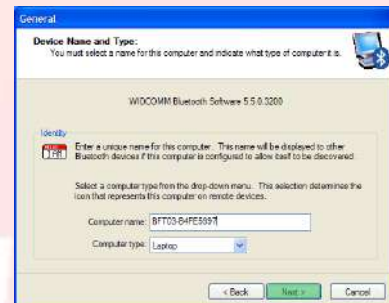 General
Device Name and Type:
You must select a name for this computer and indicate what type of computer it is.
WIDCOMM Bluetooth Software 5.5.0.3200
Identity
Enter a unique name for this computer. This name will be displayed to other
Bluetooth devices if this computer is configured to allow itself to be discovered
Select a computer type from the drop-down menu. This selection determines the
icon that represents this computer on remote devices.
Computer name: BFT03-B4FE5697
Computer type: Laptop
< Back Next > Cancel